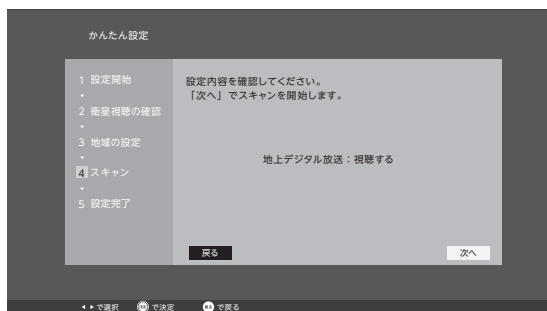 かんたん設定
1 設定開始
2 衛星視聴の確認
3 地域の設定
4 スキャン
5 設定完了
設定内容を確認してください。
「次へ」でスキャンを開始します。
地上デジタル放送：視聴する
戻る
次へ
で選択 で決定 で戻る